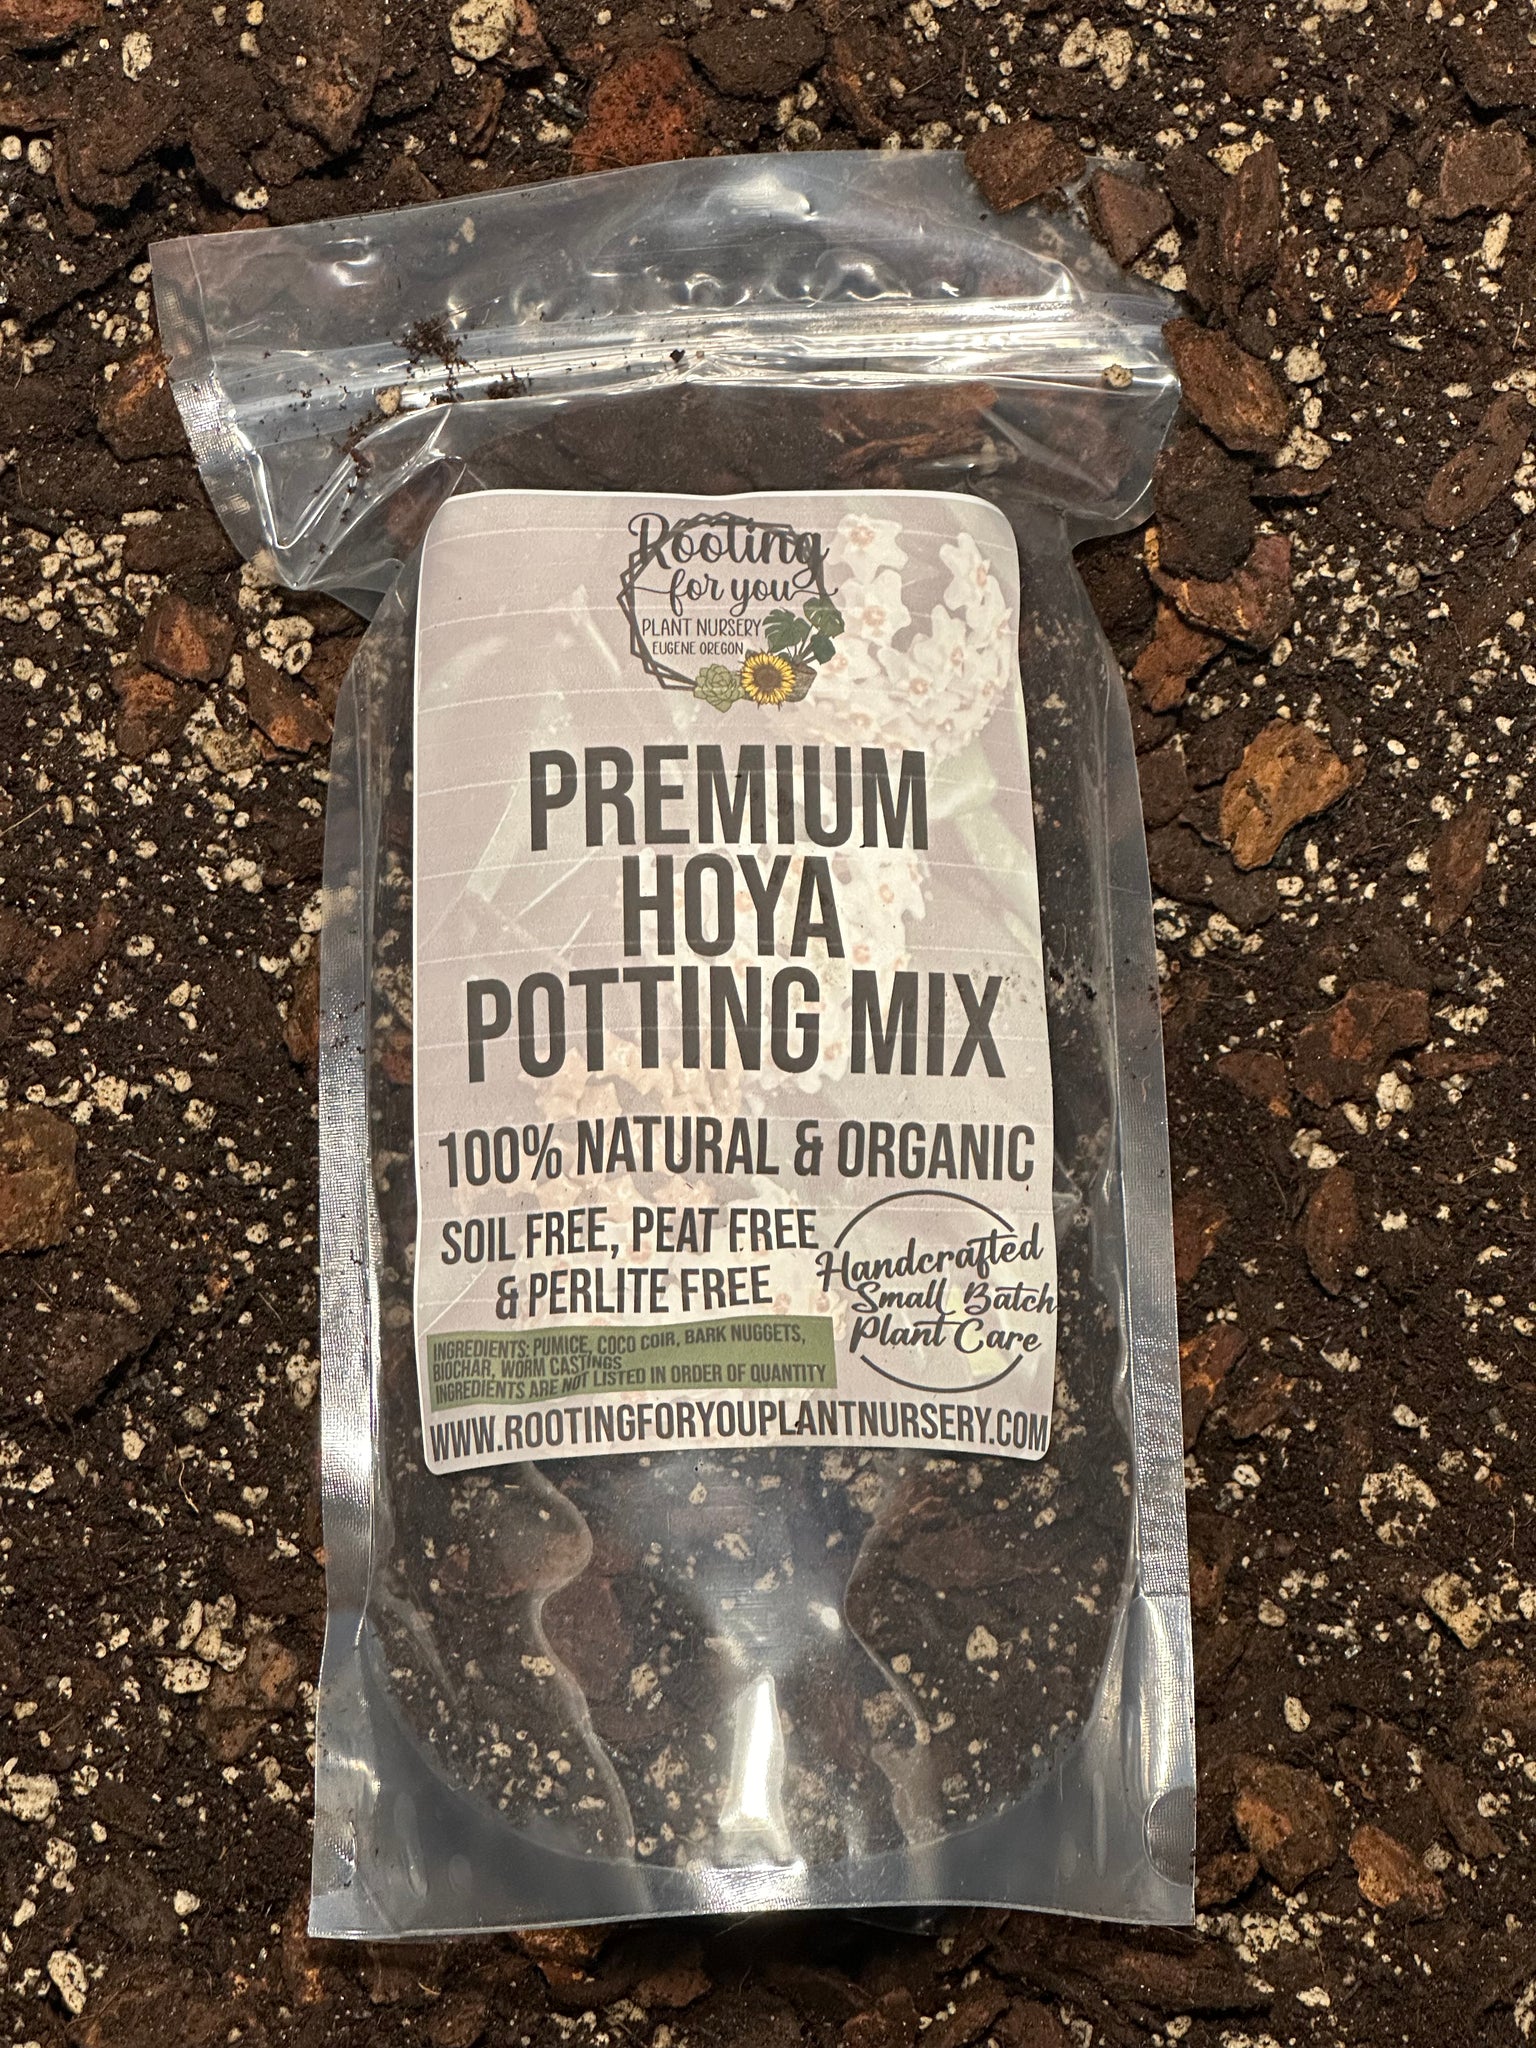 Rooting
for you
PLANT NURSERY
EUGENE OREGON
PREMIUM
HOYA
POTTING MIX
100% NATURAL & ORGANIC
SOIL FREE, PEAT FREE
& PERLITE FREE
Handcrafted
Small Batch
Plant Care
INGREDIENTS: PUMICE, COCO COIR, BARK NUGGETS,
BIOCHAR, WORM CASTINGS
INGREDIENTS ARE NOT LISTED IN ORDER OF QUANTITY
WWW.ROOTINGFORYOUPLANTNURSERY.COM